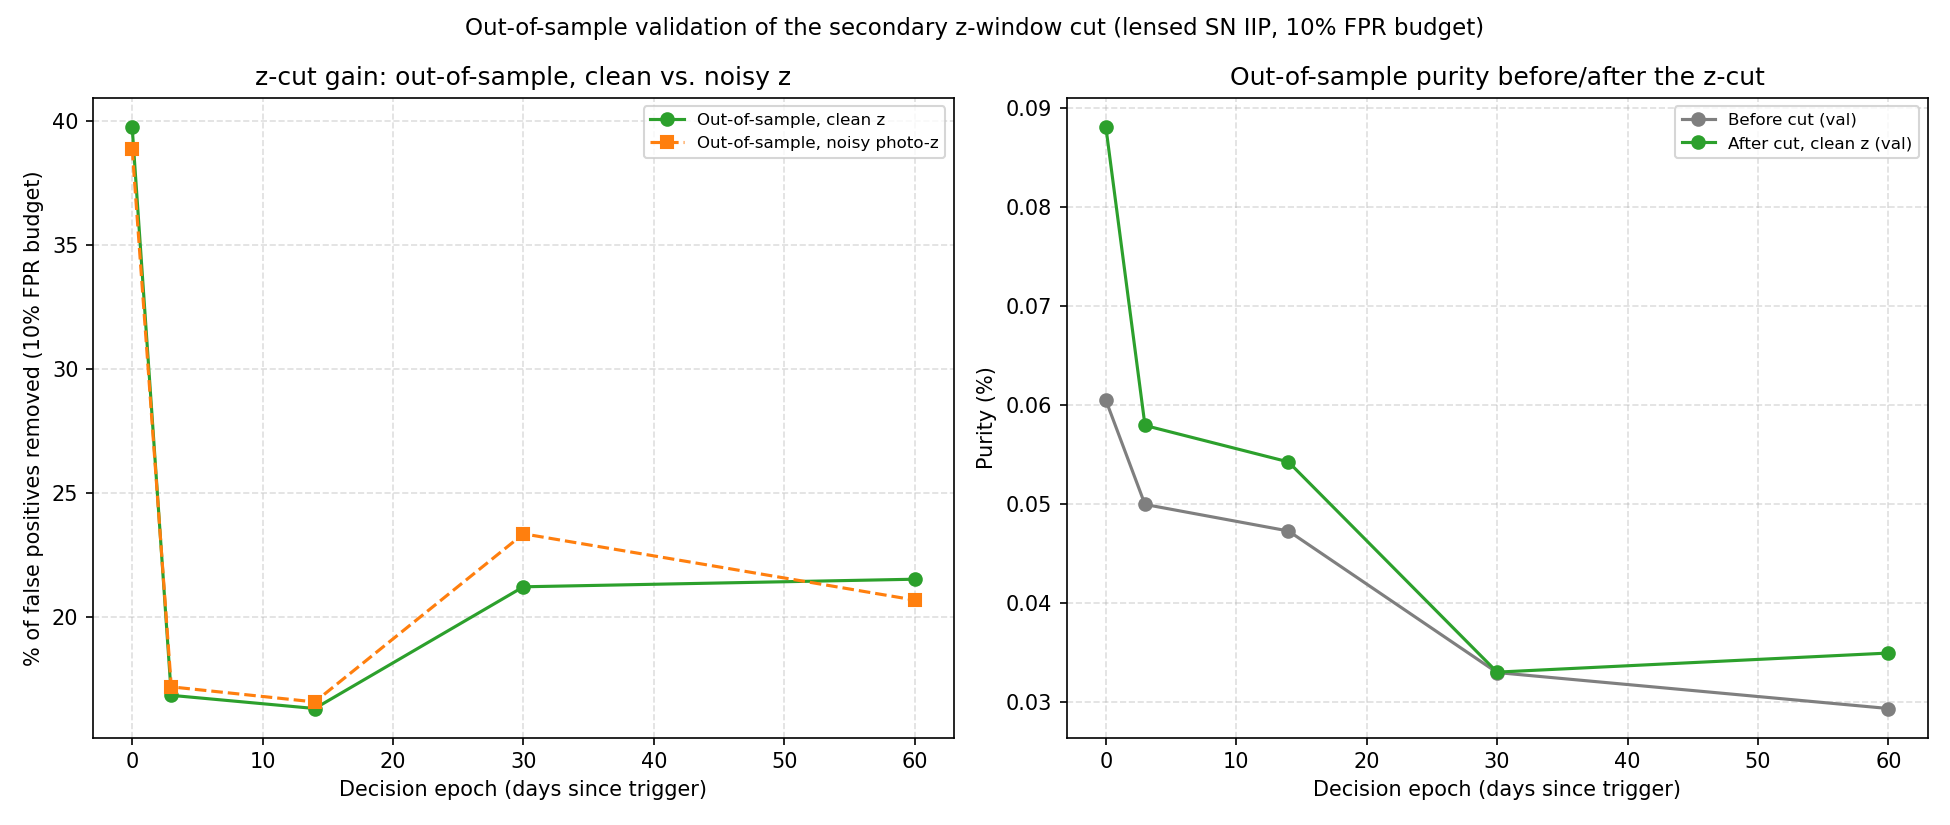 Out-of-sample validation of the secondary z-window cut (lensed SN IIP, 10% FPR budget)
z-cut gain: out-of-sample, clean vs. noisy z
% of false positives removed (10% FPR budget)
40
35
30
25
20
Out-of-sample, clean z
Out-of-sample, noisy photo-z
0 10 20 30 40 50 60
Decision epoch (days since trigger)
Out-of-sample purity before/after the z-cut
Purity (%)
0.09
0.08
0.07
0.06
0.05
0.04
0.03
Before cut (val)
After cut, clean z (val)
0 10 20 30 40 50 60
Decision epoch (days since trigger)